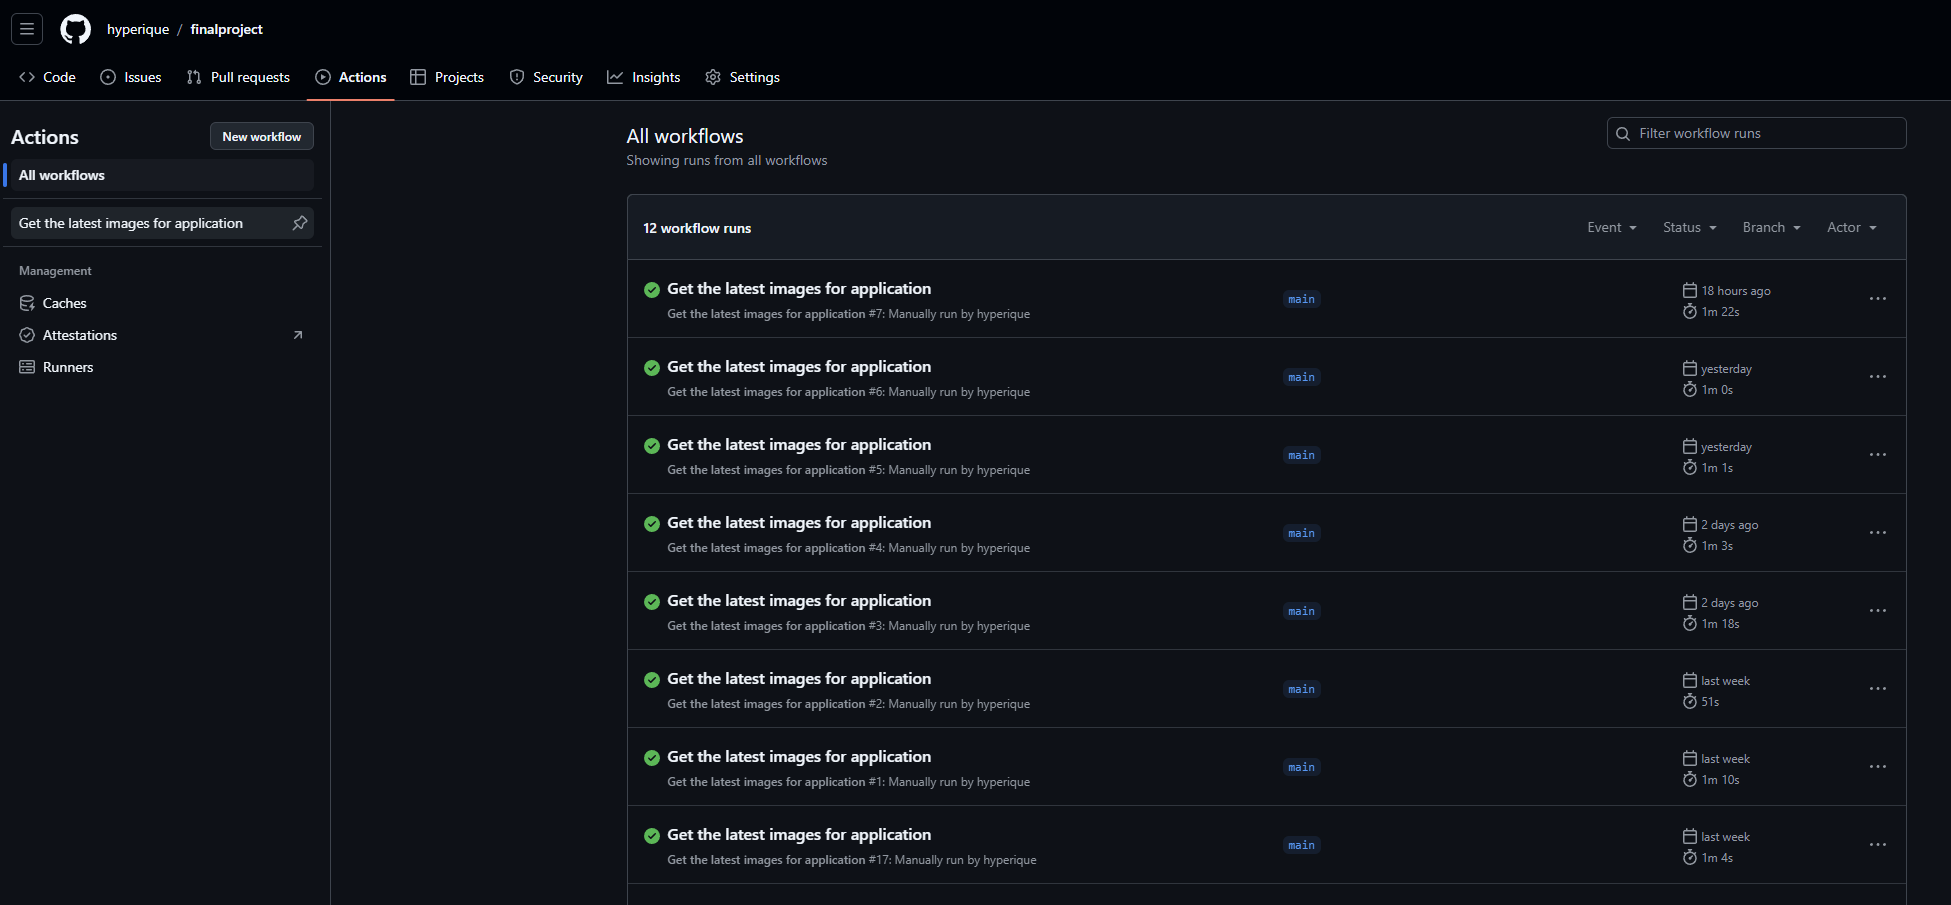 hyperique / finalproject
Code Issues Pull requests Actions Projects Security Insights Settings
Actions
New workflow
All workflows
Get the latest images for application
Management
Caches
Attestations
Runners
All workflows
Showing runs from all workflows
Filter workflow runs
12 workflow runs
Event Status Branch Actor
Get the latest images for application
Get the latest images for application #7: Manually run by hyperique
main
18 hours ago
1m 22s
Get the latest images for application
Get the latest images for application #6: Manually run by hyperique
main
yesterday
1m 0s
Get the latest images for application
Get the latest images for application #5: Manually run by hyperique
main
yesterday
1m 1s
Get the latest images for application
Get the latest images for application #4: Manually run by hyperique
main
2 days ago
1m 3s
Get the latest images for application
Get the latest images for application #3: Manually run by hyperique
main
2 days ago
1m 18s
Get the latest images for application
Get the latest images for application #2: Manually run by hyperique
main
last week
51s
Get the latest images for application
Get the latest images for application #1: Manually run by hyperique
main
last week
1m 10s
Get the latest images for application
Get the latest images for application #17: Manually run by hyperique
main
last week
1m 4s